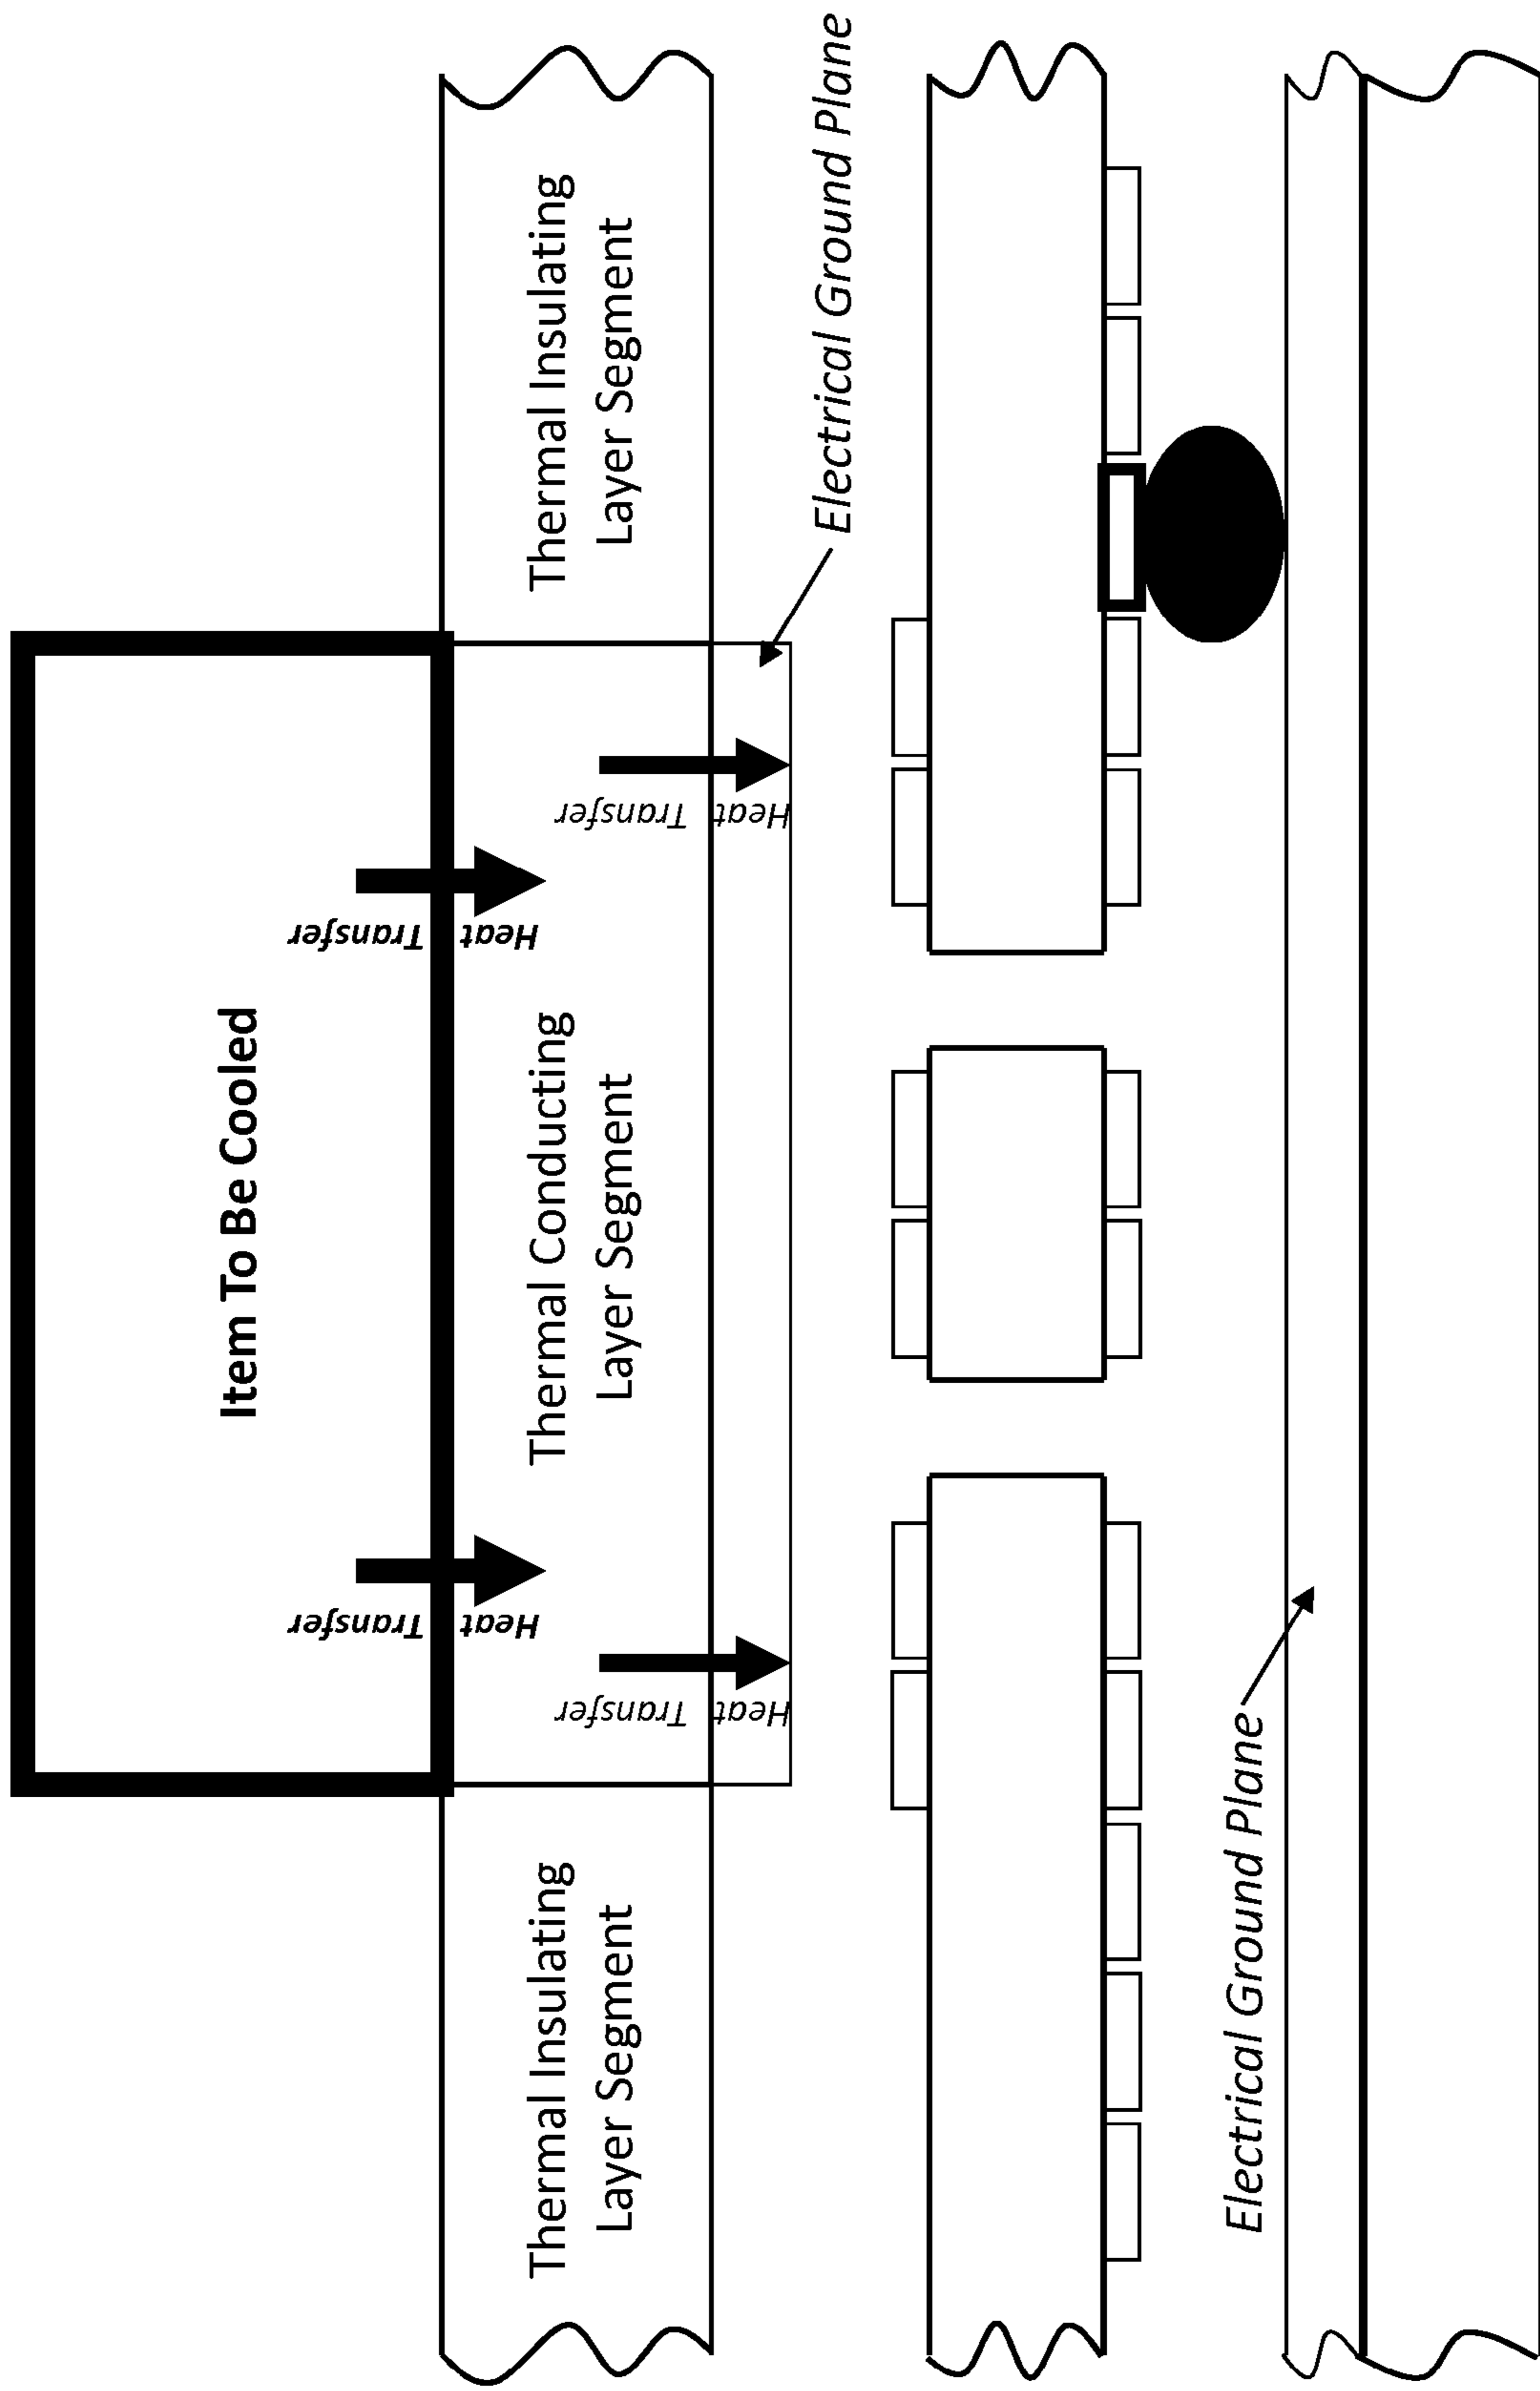 Item To Be Cooled
Heat
Transfer
Heat
Transfer
Thermal Insulating
Layer Segment
Thermal Conducting
Layer Segment
Thermal Insulating
Layer Segment
Heat
Transfer
Heat
Transfer
Electrical Ground Plane
Electrical Ground Plane